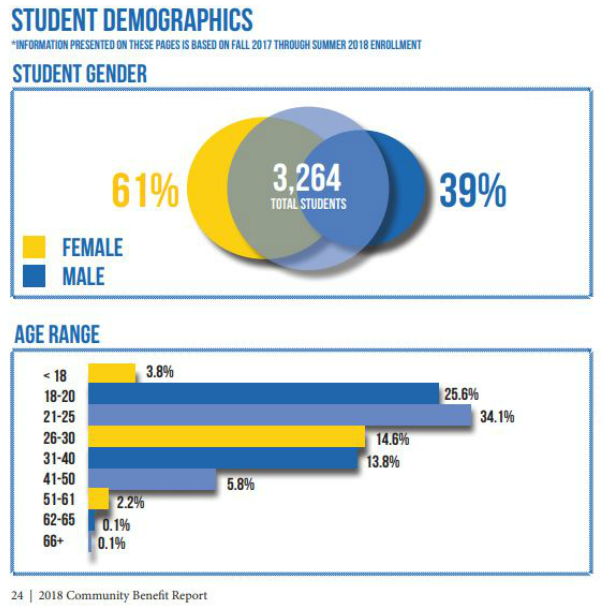 STUDENT DEMOGRAPHICS
*INFORMATION PRESENTED ON THESE PAGES IS BASED ON FALL 2017 THROUGH SUMMER 2018 ENROLLMENT
STUDENT GENDER
61%
3,264
TOTAL STUDENTS
39%
FEMALE
MALE
AGE RANGE
< 18 3.8%
18-20 25.6%
21-25 34.1%
26-30 14.6%
31-40 13.8%
41-50 5.8%
51-61 2.2%
62-65 0.1%
66+ 0.1%
24 | 2018 Community Benefit Report